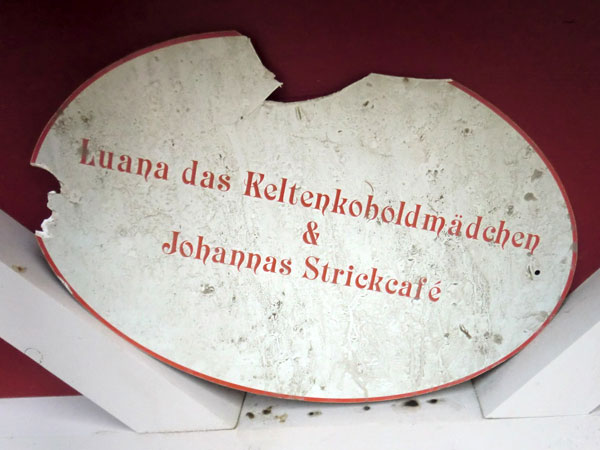 Luana das Keltenkoboldmädchen
&
Johannas Strickcafé